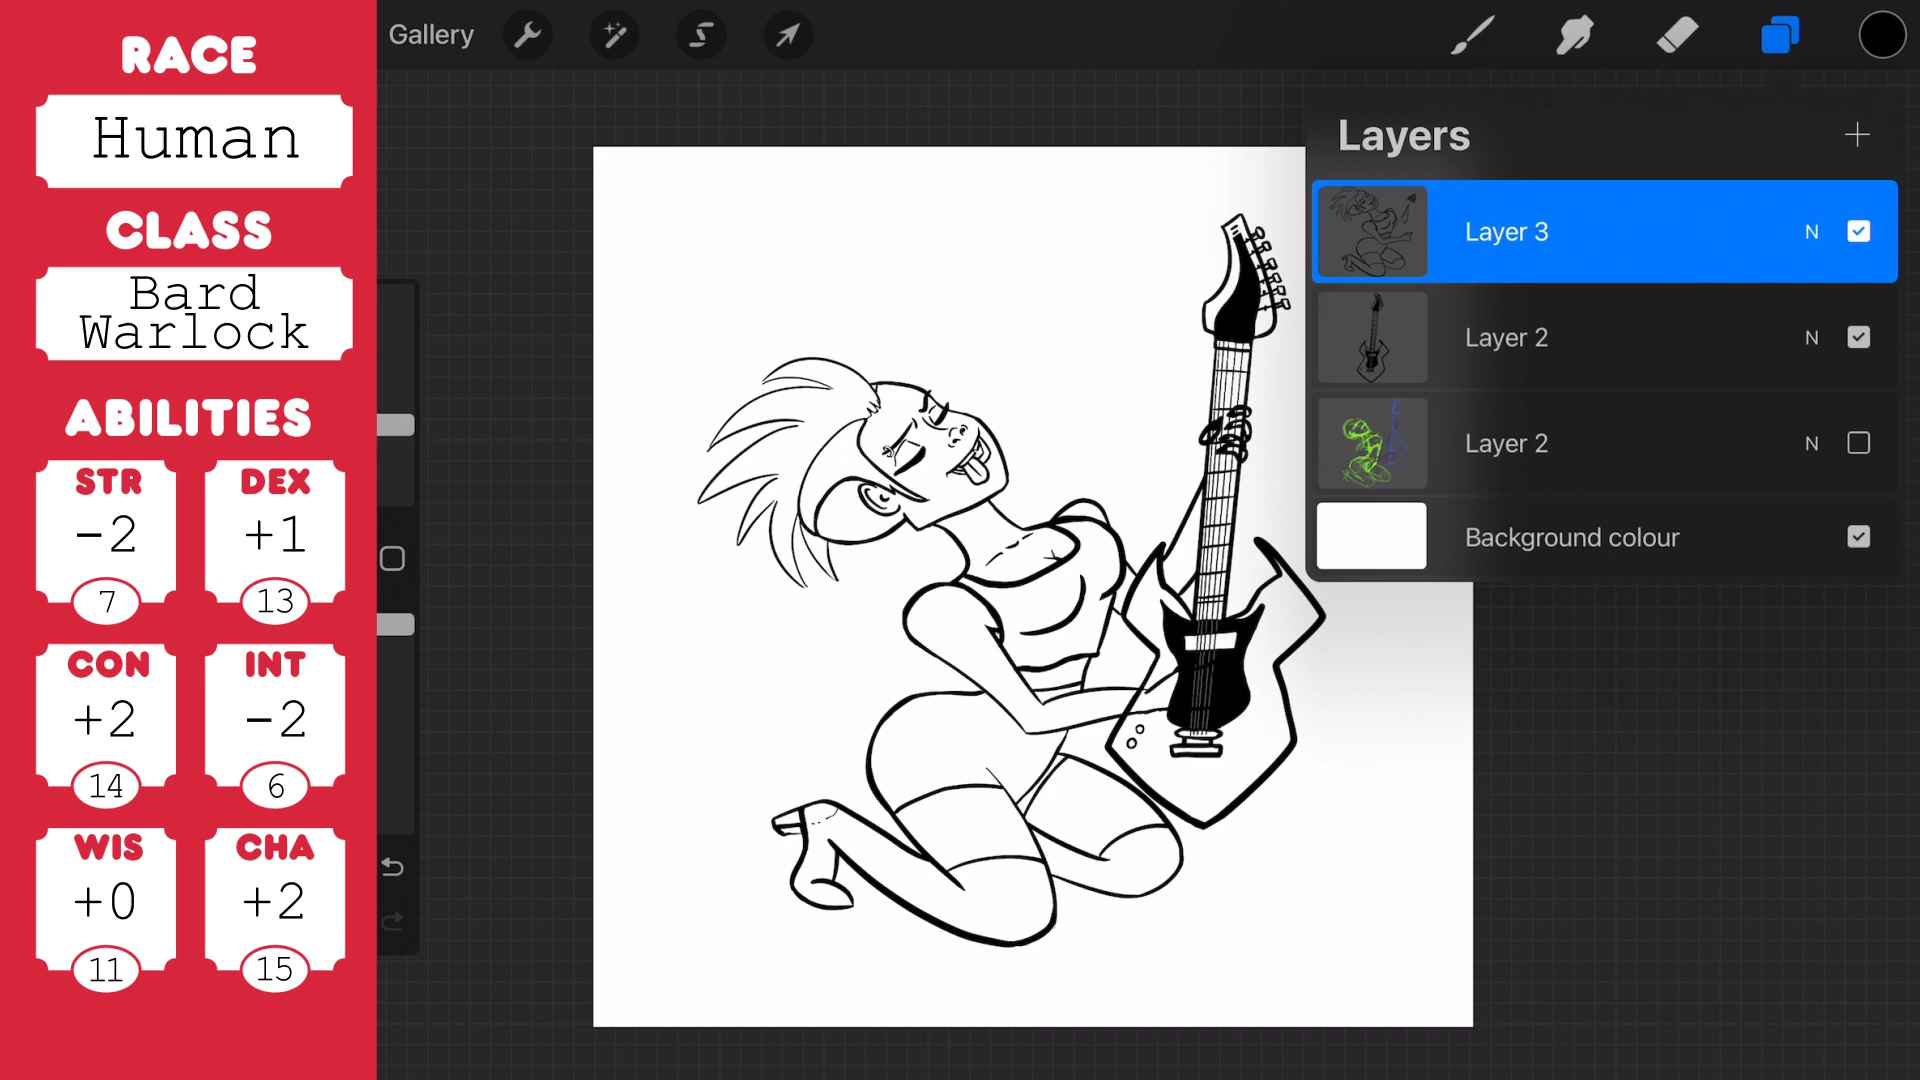 RACE
Human
CLASS
Bard
Warlock
ABILITIES
STR DEX
-2 +1
7 13
CON INT
+2 -2
14 6
WIS CHA
+0 +2
11 15
Gallery
Layers
Layer 3 N
Layer 2 N
Layer 2 N
Background colour